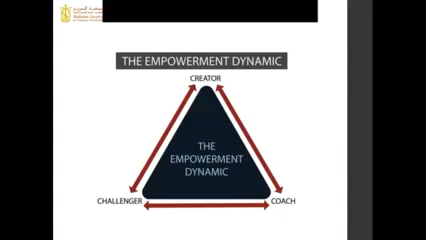 THE EMPOWERMENT DYNAMIC
CREATOR
THE
EMPOWERMENT
DYNAMIC
CHALLENGER
COACH